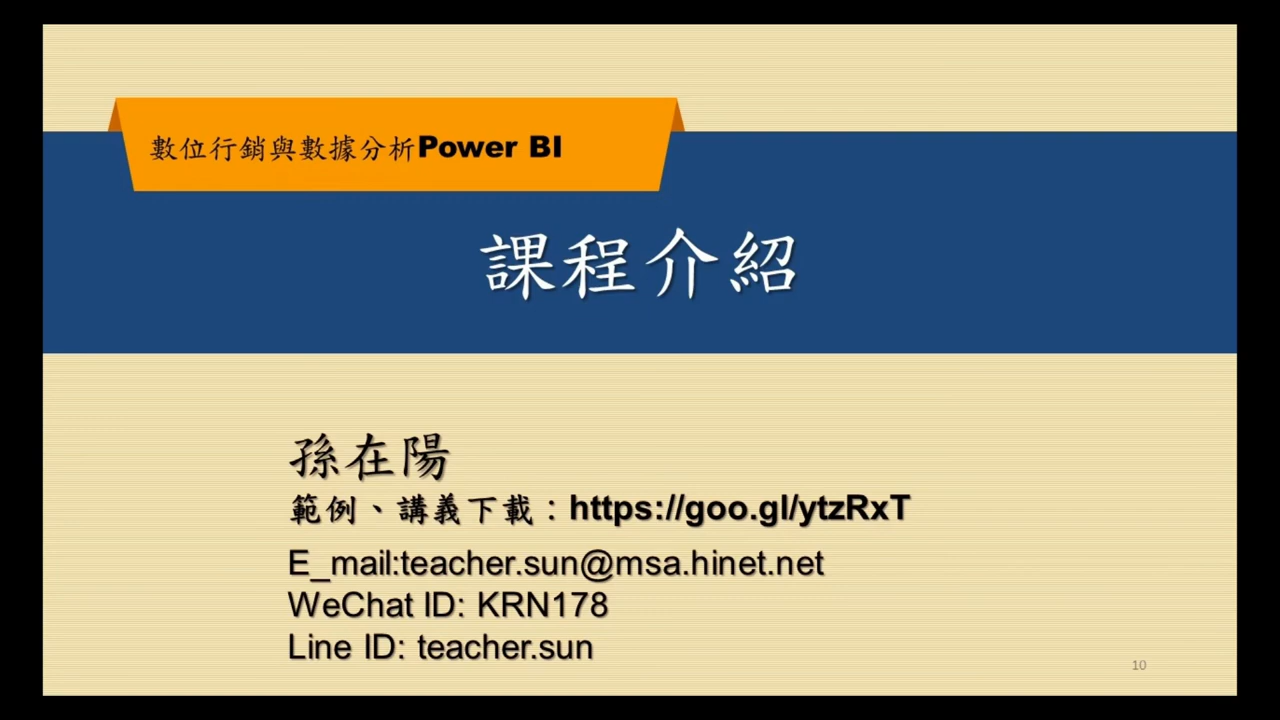 數位行銷與數據分析Power BI
課程介紹
孫在陽
範例、講義下載：https://goo.gl/ytzRxT
E_mail:teacher.sun@msa.hinet.net
WeChat ID: KRN178
Line ID: teacher.sun
10